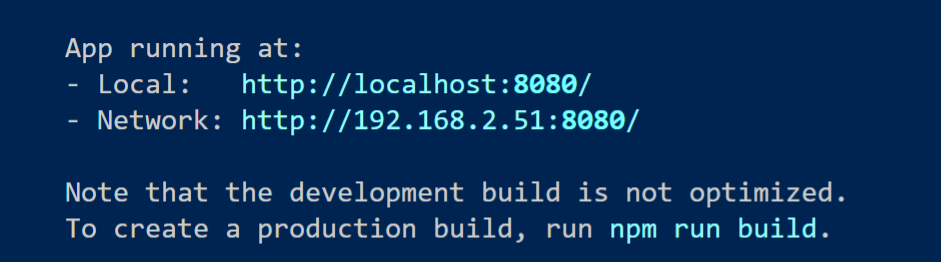 App running at:
- Local:   http://localhost:8080/
- Network: http://192.168.2.51:8080/
Note that the development build is not optimized.
To create a production build, run npm run build.